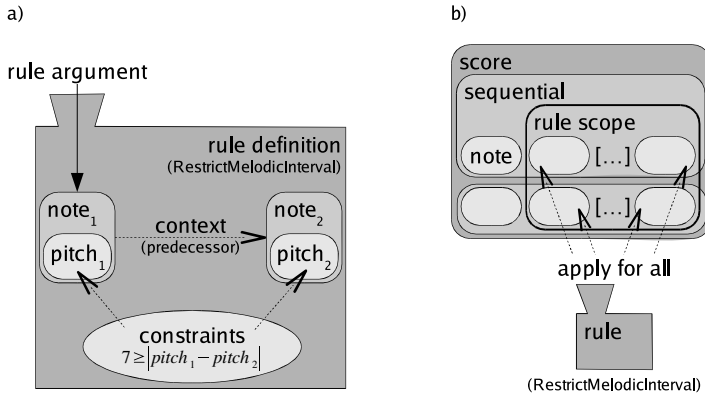 a)
rule argument
rule definition
(RestrictMelodicInterval)
note₁
pitch₁
context
(predecessor)
note₂
pitch₂
constraints
7≥|pitch₁−pitch₂|
b)
score
sequential
rule scope
note
[...]
[...]
apply for all
rule
(RestrictMelodicInterval)